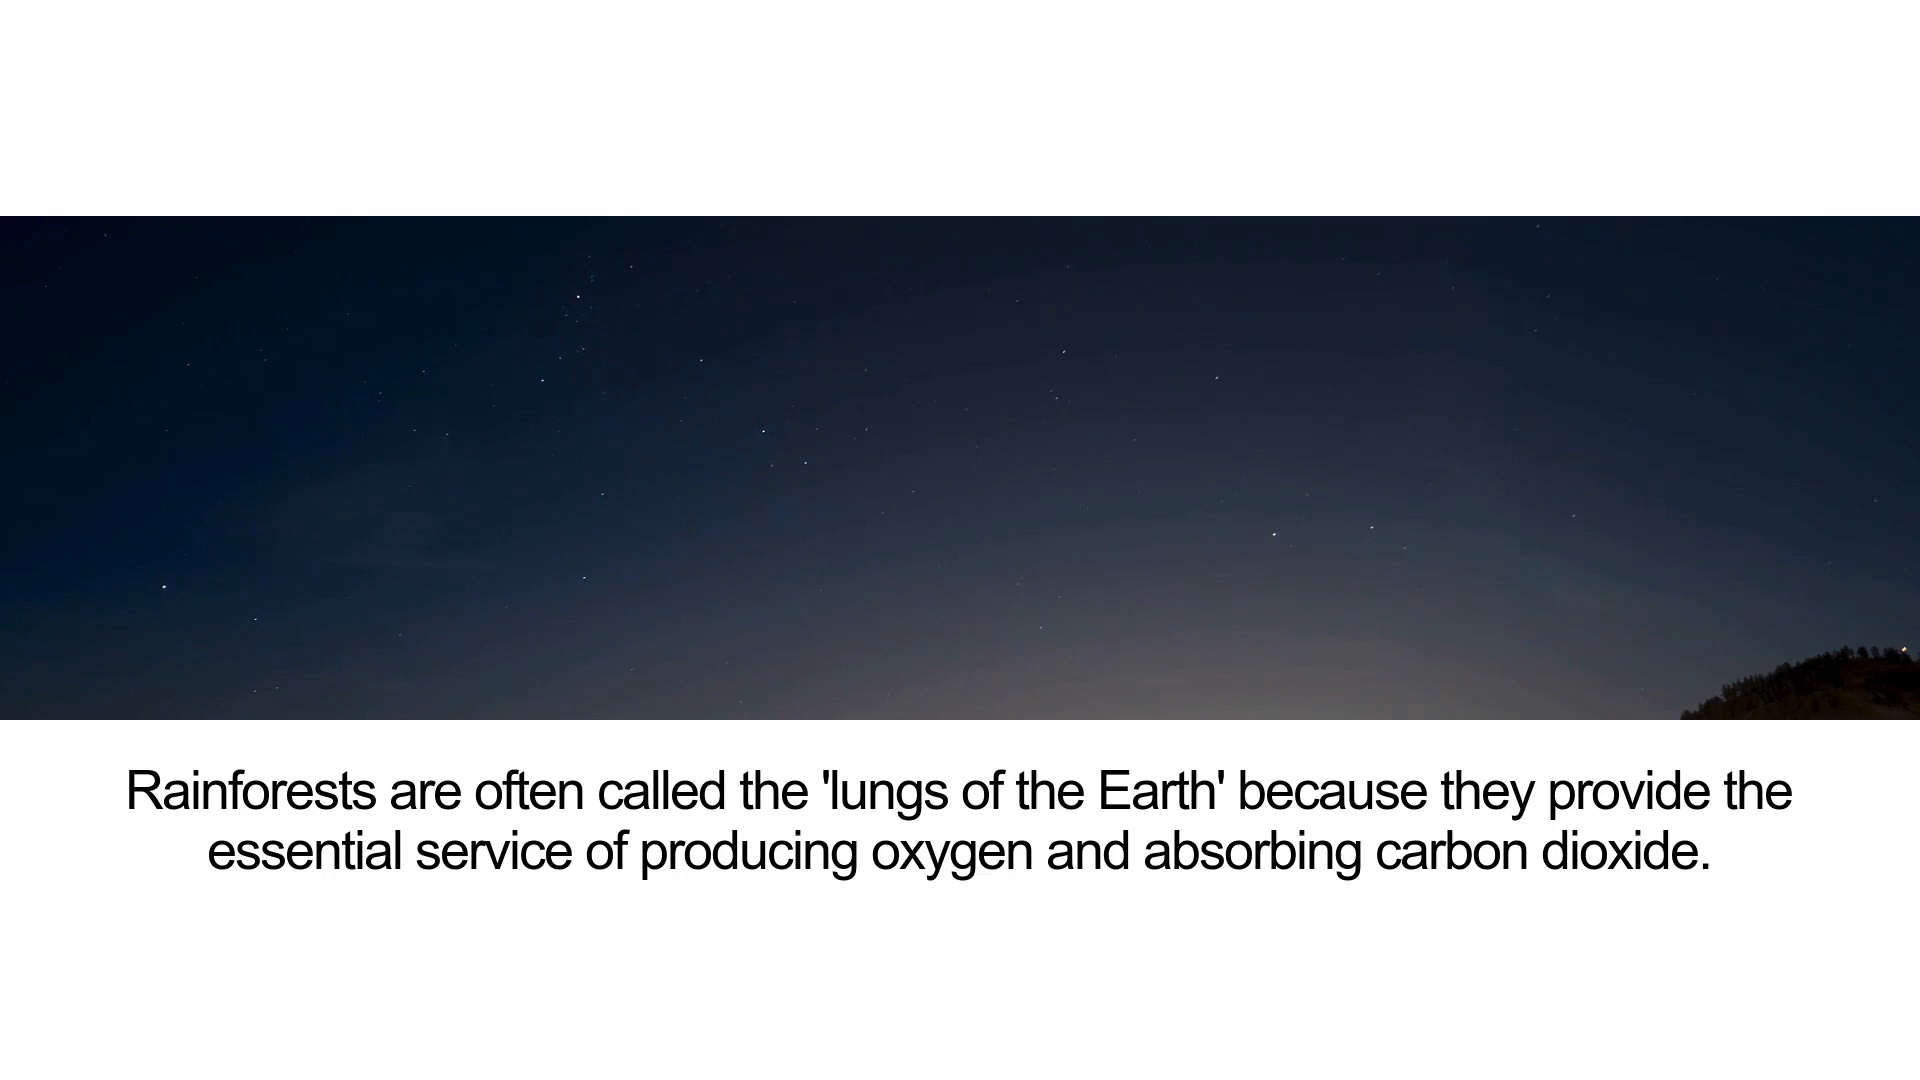 Rainforests are often called the 'lungs of the Earth' because they provide the
essential service of producing oxygen and absorbing carbon dioxide.